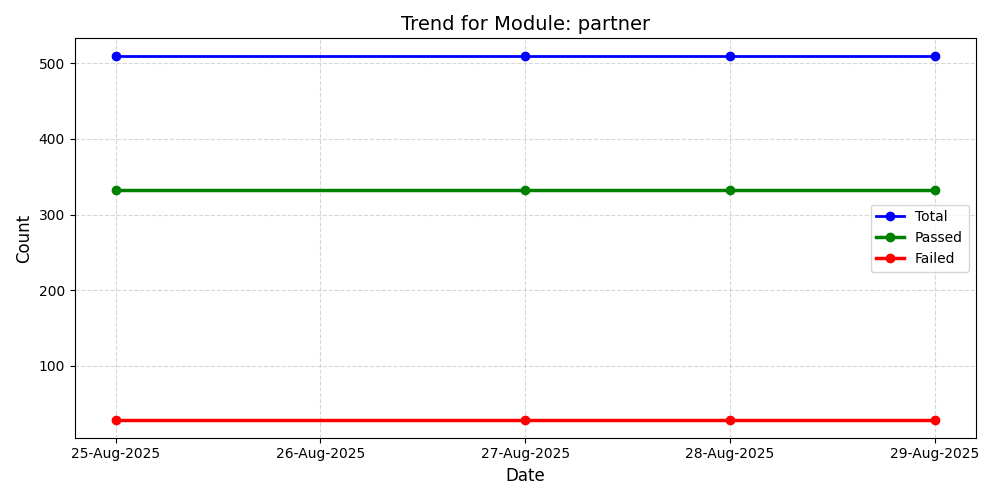 Trend for Module: partner
500
400
300
200
100
Count
Total
Passed
Failed
25-Aug-2025 26-Aug-2025 27-Aug-2025 28-Aug-2025 29-Aug-2025
Date